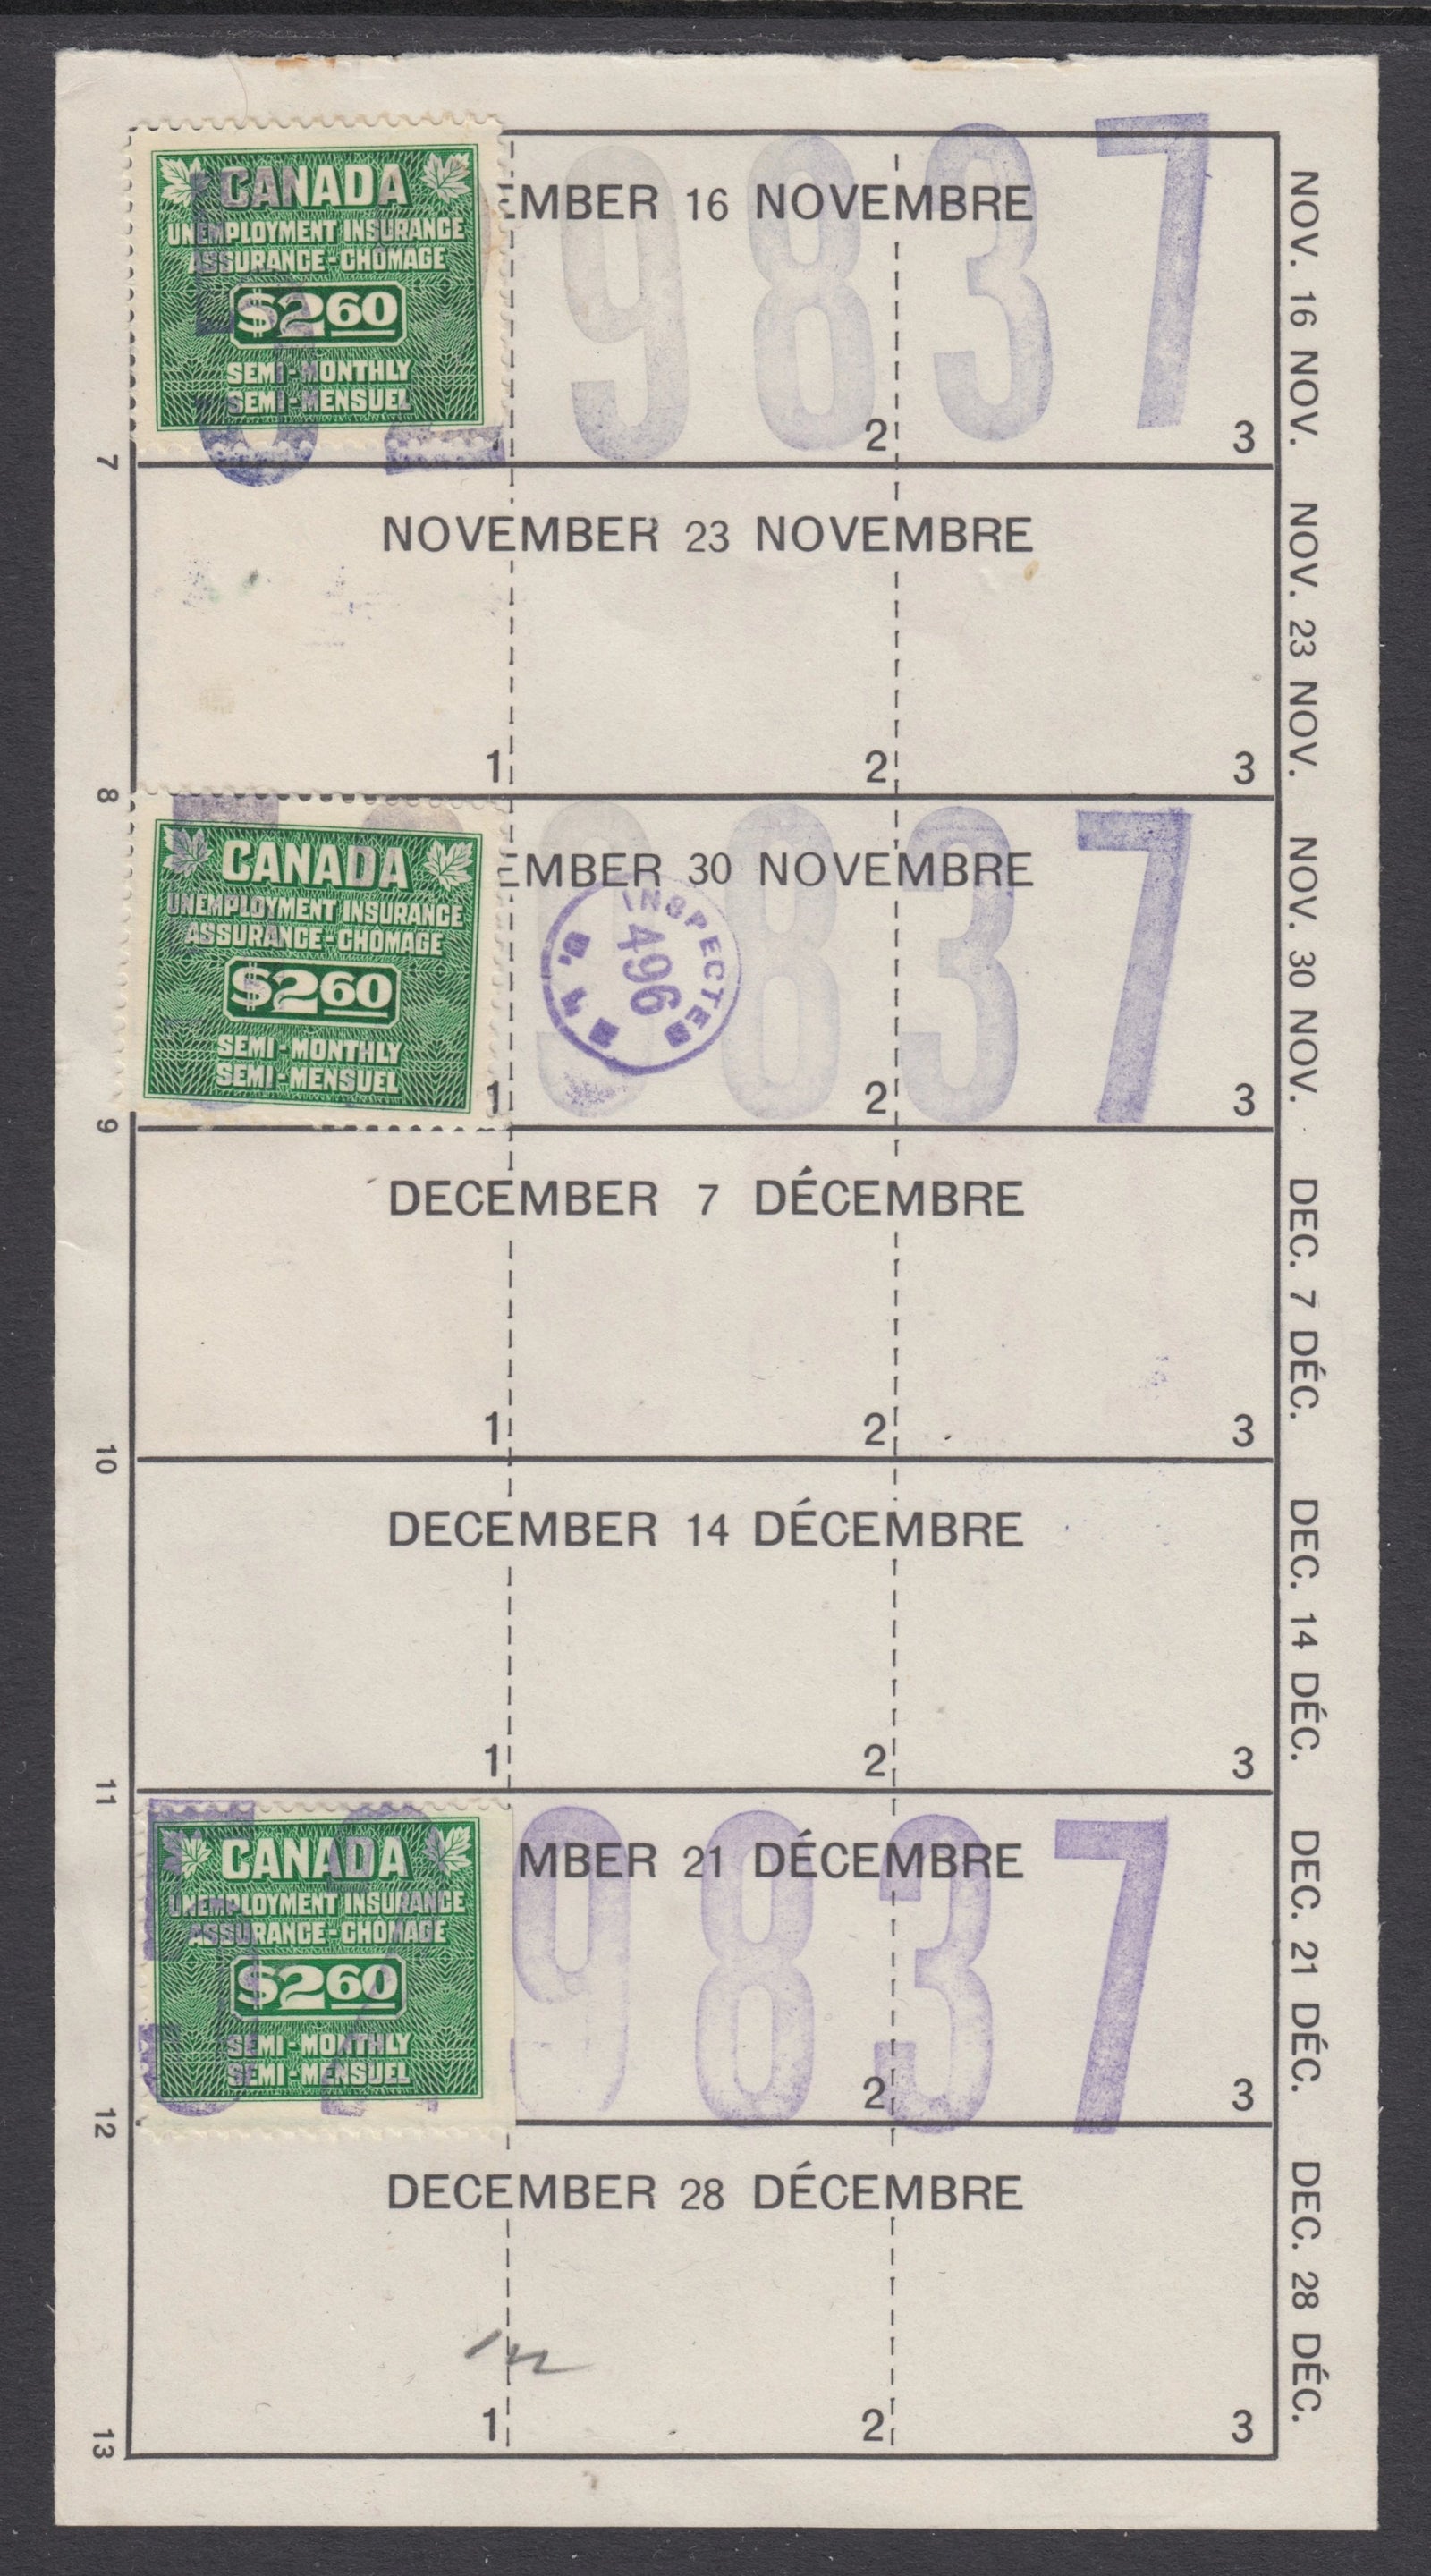 CANADA
UNEMPLOYMENT INSURANCE
ASSURANCE-CHÔMAGE
$2.60
SEMI-MONTHLY
SEMI-MENSUEL
EMBER 16 NOVEMBRE
9837
2 3
NOV. 16 NOV.
7
NOVEMBER 23 NOVEMBRE
1 2 3
NOV. 23 NOV.
8
CANADA
UNEMPLOYMENT INSURANCE
ASSURANCE-CHOMAGE
$2.60
SEMI-MONTHLY
SEMI-MENSUEL
EMBER 30 NOVEMBRE
9837
INSPECTED
496
1 2 3
NOV. 30 NOV.
9
DECEMBER 7 DÉCEMBRE
1 2 3
DEC. 7 DÉC.
10
DECEMBER 14 DÉCEMBRE
1 2 3
DEC. 14 DÉC.
11
CANADA
UNEMPLOYMENT INSURANCE
ASSURANCE-CHOMAGE
$2.60
SEMI-MONTHLY
SEMI-MENSUEL
MBER 21 DÉCEMBRE
9837
2 3
DEC. 21 DÉC.
12
DECEMBER 28 DÉCEMBRE
1 2 3
DEC. 28 DÉC.
13